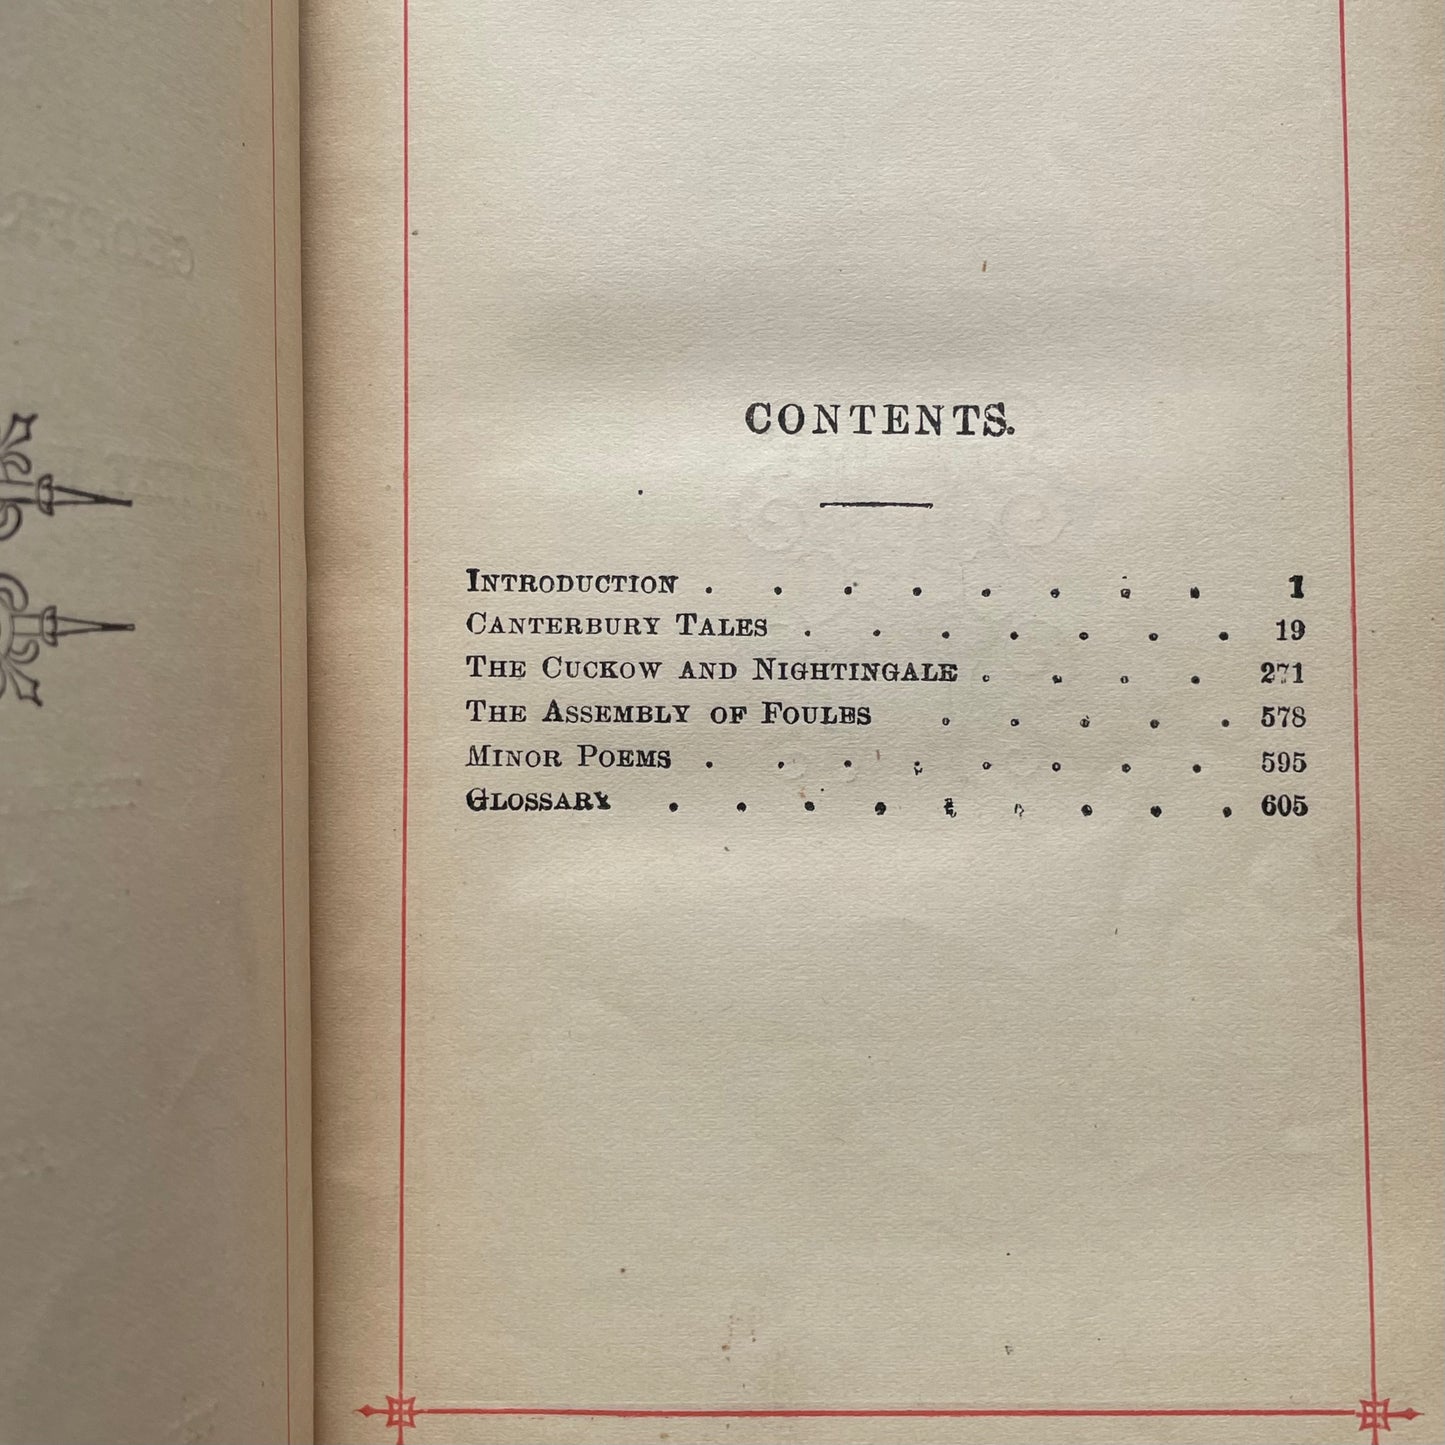 CONTENTS.
INTRODUCTION . . . . . . . . 1
CANTERBURY TALES . . . . . . . 19
THE CUCKOW AND NIGHTINGALE . . . . 271
THE ASSEMBLY OF FOULES . . . . . 578
MINOR POEMS . . . . . . . . 595
GLOSSARY . . . . . . . . . 605